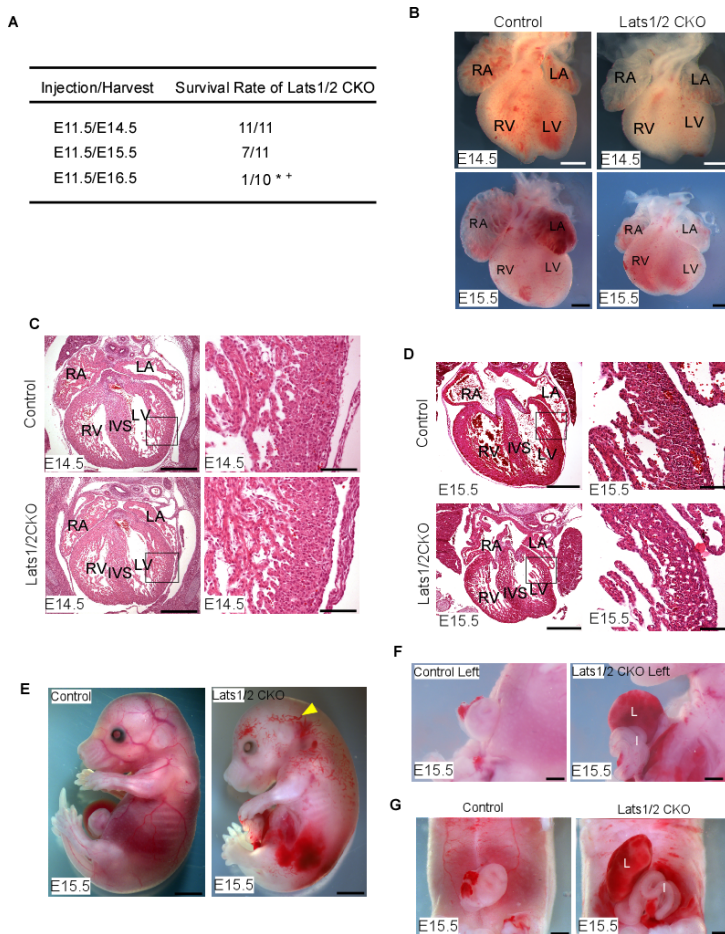 A
Injection/Harvest Survival Rate of Lats1/2 CKO
E11.5/E14.5 11/11
E11.5/E15.5 7/11
E11.5/E16.5 1/10 * +
B
Control Lats1/2 CKO
RA LA RA LA
RV LV RV LV
E14.5 E14.5
RA LA RA LA
RV LV RV LV
E15.5 E15.5
C
Control
RA LA
RV IVS LV
E14.5 E14.5
Lats1/2CKO
RA LA
RV IVS LV
E14.5 E14.5
D
Control
RA LA
RV IVS LV
E15.5 E15.5
Lats1/2CKO
RA LA
RV IVS LV
E15.5 E15.5
E
Control Lats1/2 CKO
E15.5 E15.5
F
Control Left Lats1/2 CKO Left
L
I
E15.5 E15.5
G
Control Lats1/2 CKO
L
I
E15.5 E15.5